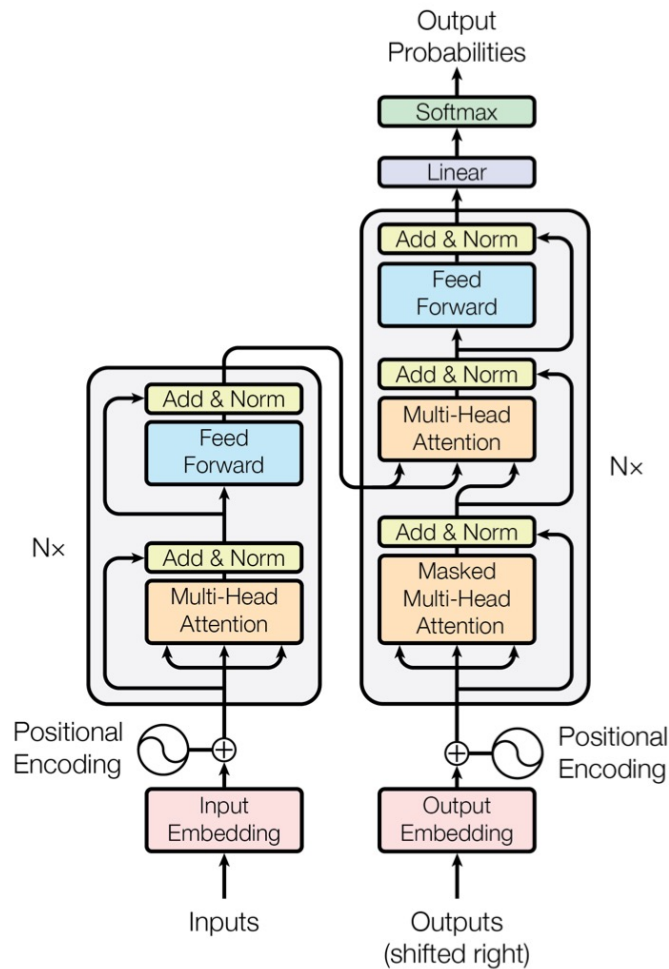 Output
Probabilities
Softmax
Linear
Add & Norm
Feed
Forward
Add & Norm
Multi-Head
Attention
Add & Norm
Masked
Multi-Head
Attention
Nx
Add & Norm
Feed
Forward
Add & Norm
Multi-Head
Attention
Nx
Positional
Encoding
Positional
Encoding
Input
Embedding
Output
Embedding
Inputs
Outputs
(shifted right)